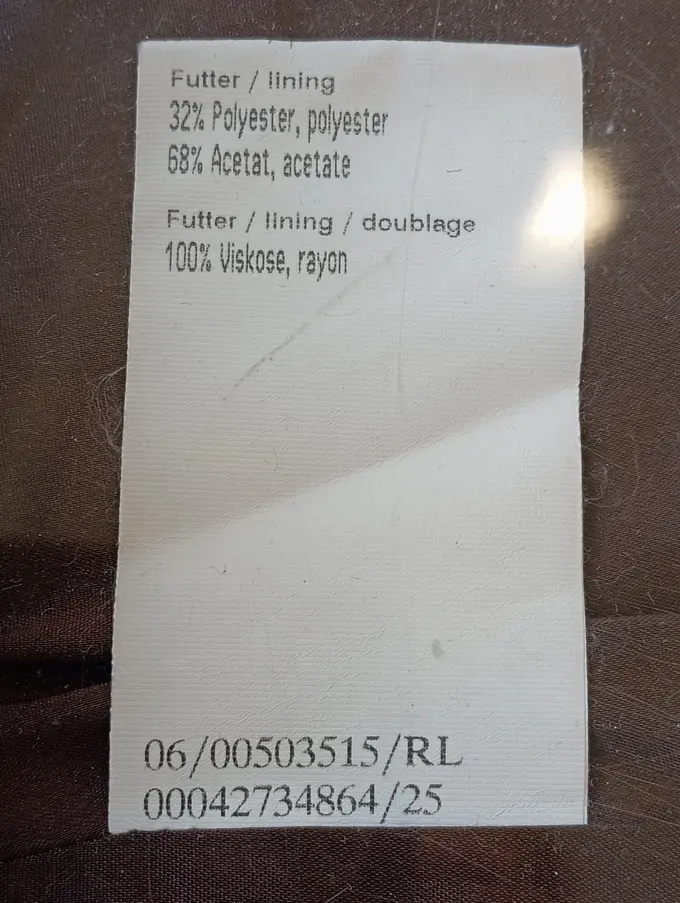 Futter / lining
32% Polyester, polyester
68% Acetat, acetate
Futter / lining / doublage
100% Viskose, rayon
06/00503515/RL
00042734864/25